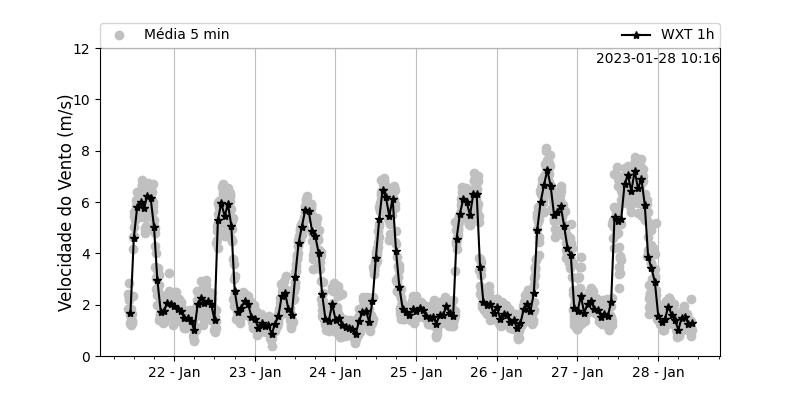 Média 5 min
WXT 1h
2023-01-28 10:16
Velocidade do Vento (m/s)
12
10
8
6
4
2
0
22 - Jan
23 - Jan
24 - Jan
25 - Jan
26 - Jan
27 - Jan
28 - Jan